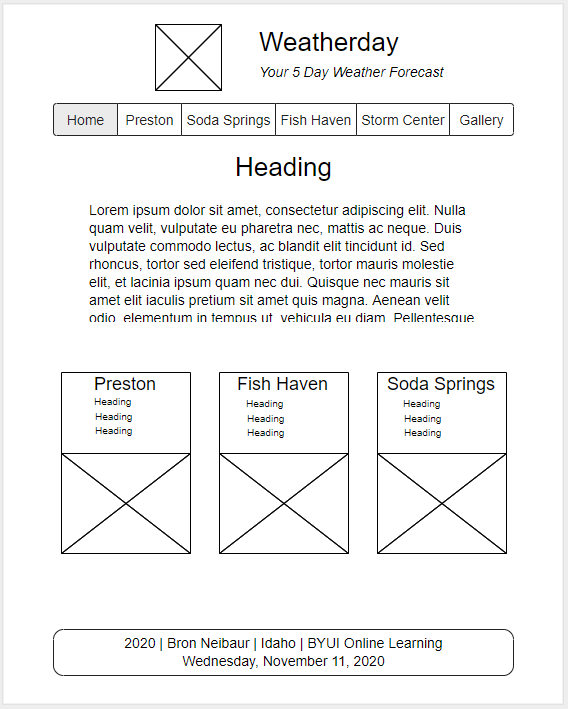 Weatherday
Your 5 Day Weather Forecast
Home Preston Soda Springs Fish Haven Storm Center Gallery
Heading
Lorem ipsum dolor sit amet, consectetur adipiscing elit. Nulla
quam velit, vulputate eu pharetra nec, mattis ac neque. Duis
vulputate commodo lectus, ac blandit elit tincidunt id. Sed
rhoncus, tortor sed eleifend tristique, tortor mauris molestie
elit, et lacinia ipsum quam nec dui. Quisque nec mauris sit
amet elit iaculis pretium sit amet quis magna. Aenean velit
odio, elementum in tempus ut, vehicula eu diam. Pellentesque
Preston
Heading
Heading
Heading
Fish Haven
Heading
Heading
Heading
Soda Springs
Heading
Heading
Heading
2020 | Bron Neibaur | Idaho | BYUI Online Learning
Wednesday, November 11, 2020